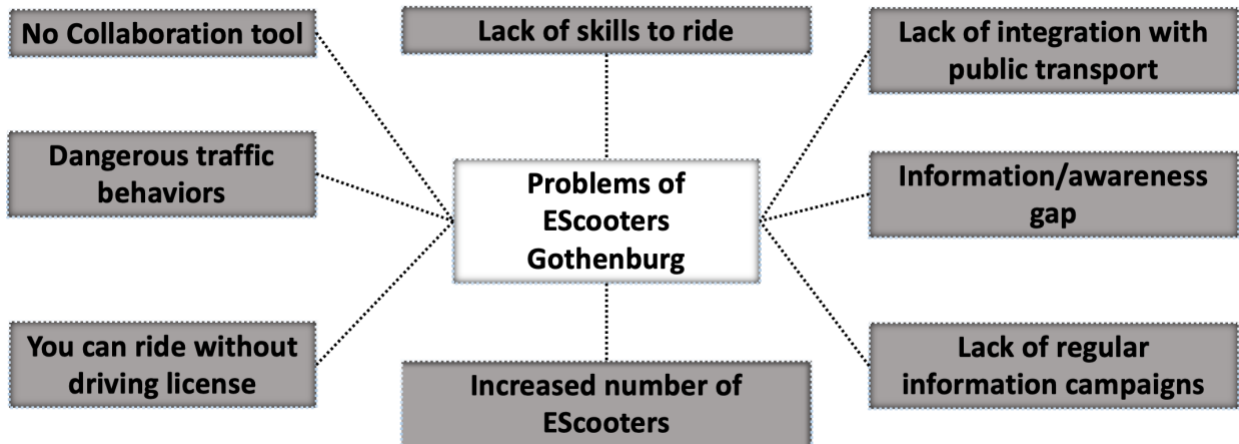 No Collaboration tool
Lack of skills to ride
Lack of integration with
public transport
Dangerous traffic
behaviors
Problems of
EScooters
Gothenburg
Information/awareness
gap
You can ride without
driving license
Increased number of
EScooters
Lack of regular
information campaigns